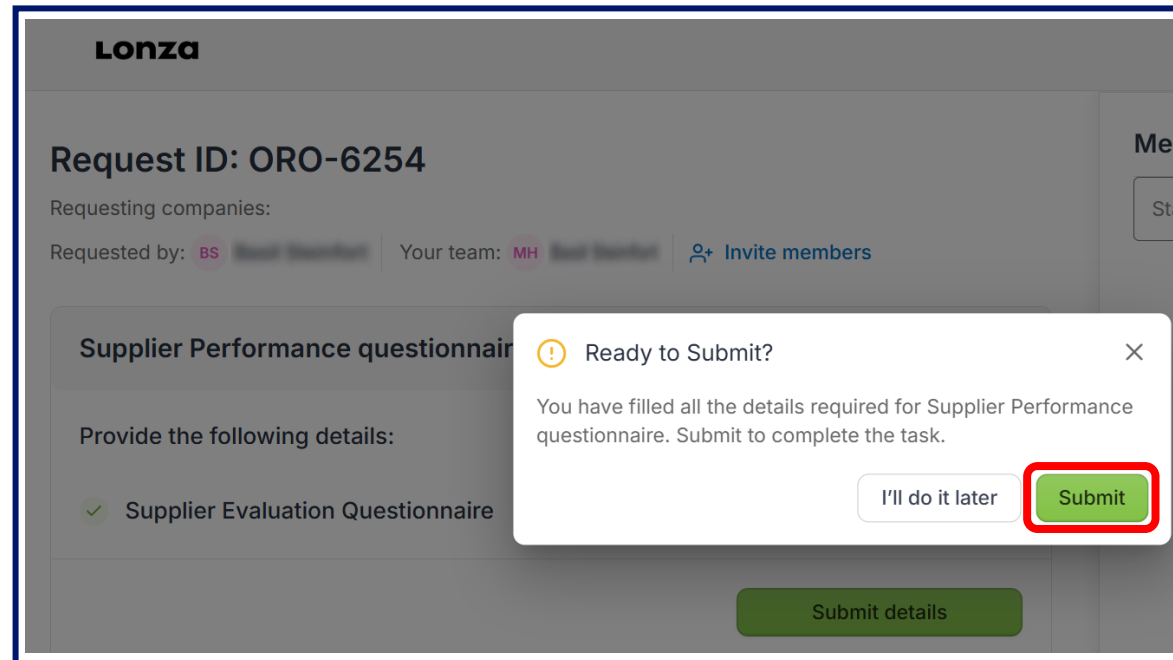 Lonza
Request ID: ORO-6254
Requesting companies:
Requested by: BS Your team: MH Invite members
Supplier Performance questionnair
Provide the following details:
Supplier Evaluation Questionnaire
Submit details
Ready to Submit?
You have filled all the details required for Supplier Performance
questionnaire. Submit to complete the task.
I'll do it later Submit
Me
St